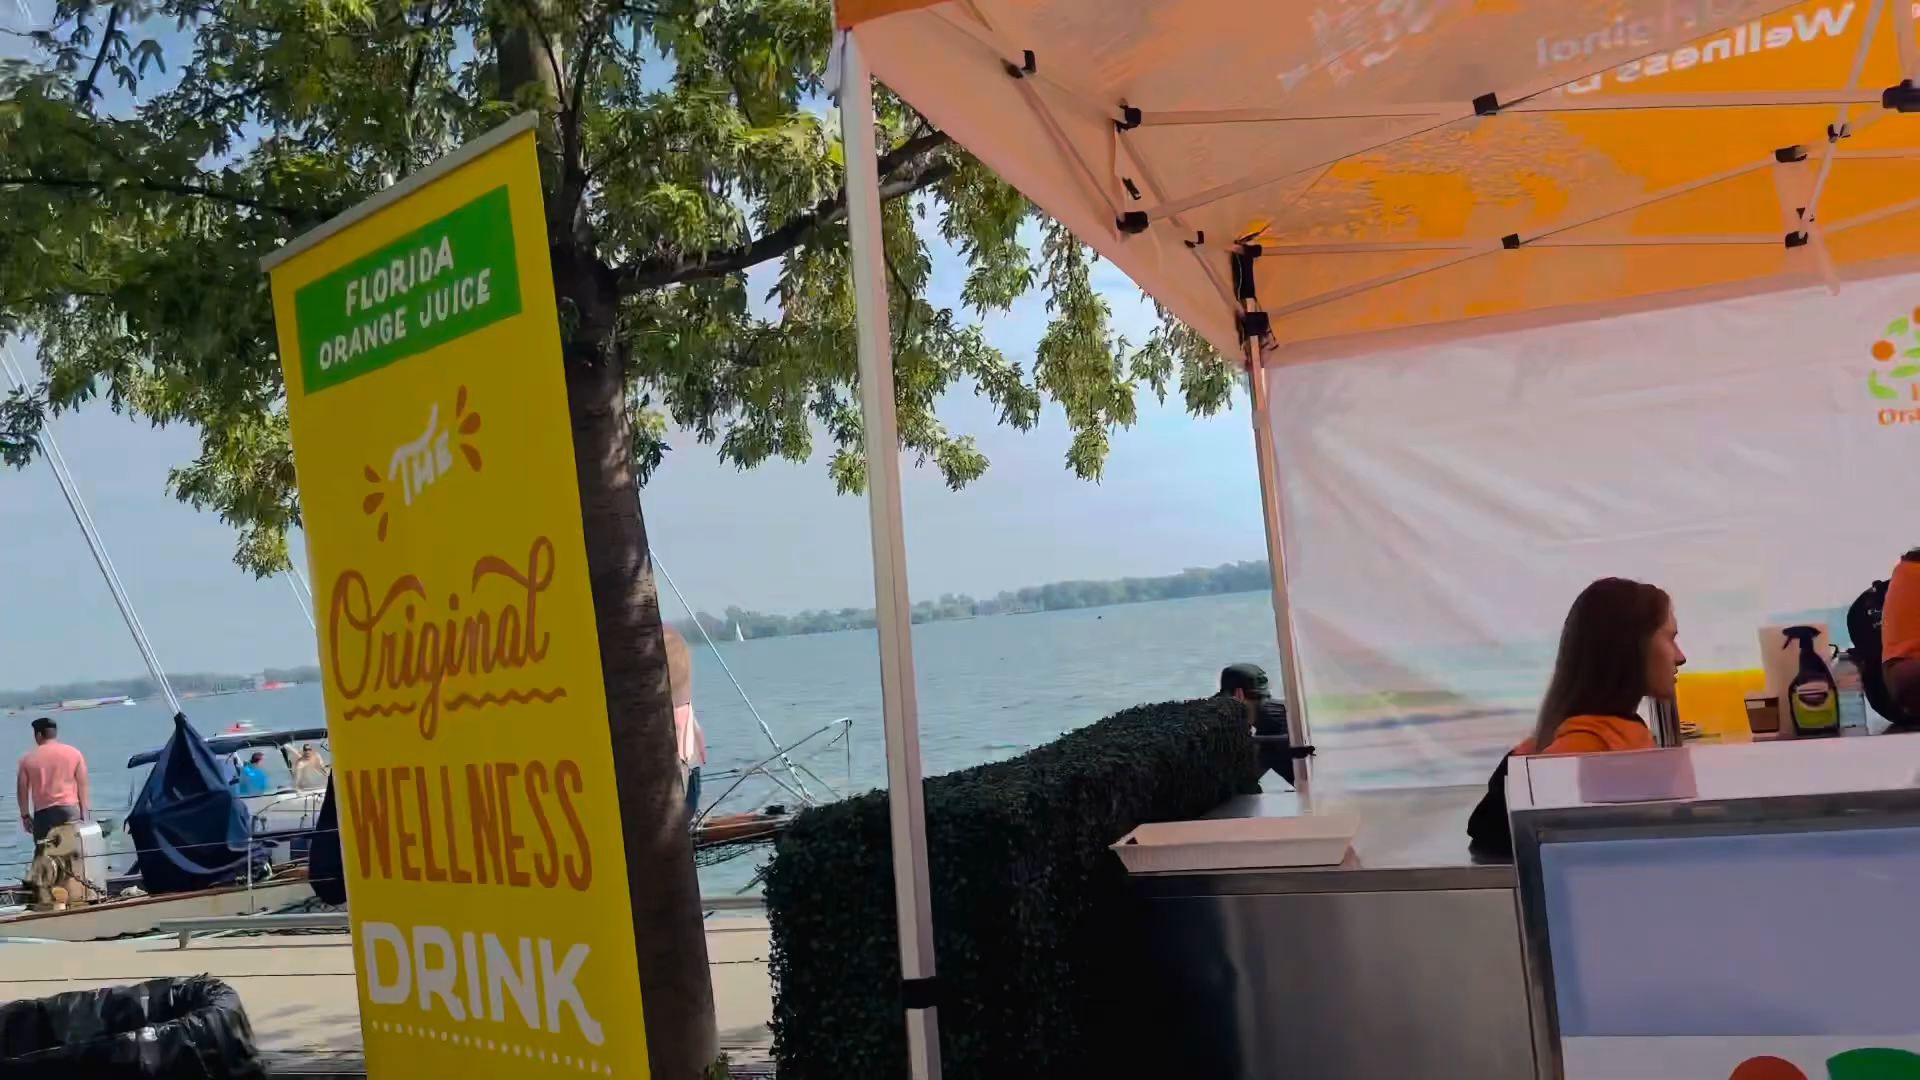 FLORIDA
ORANGE JUICE
THE
Original
WELLNESS
DRINK
Wellness